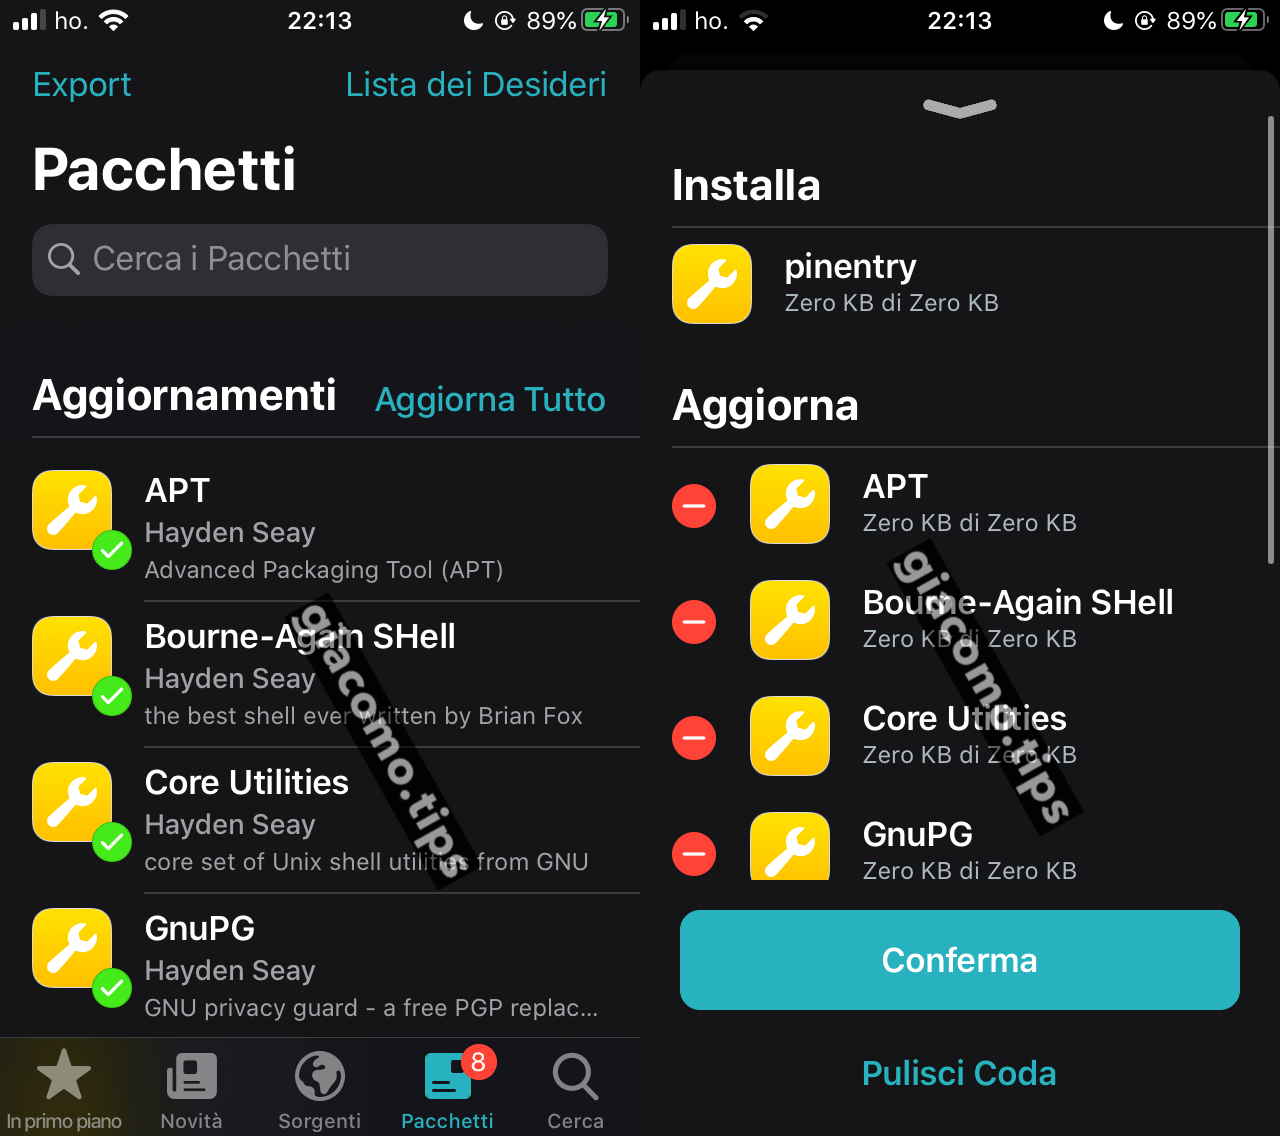 ho. 22:13 89%
Export Lista dei Desideri
Pacchetti
Cerca i Pacchetti
Aggiornamenti Aggiorna Tutto
APT
Hayden Seay
Advanced Packaging Tool (APT)
Bourne-Again SHell
Hayden Seay
the best shell ever written by Brian Fox
Core Utilities
Hayden Seay
core set of Unix shell utilities from GNU
GnuPG
Hayden Seay
GNU privacy guard - a free PGP replac...
8
In primo piano Novità Sorgenti Pacchetti Cerca
giacomo.tips
ho. 22:13 89%
Installa
pinentry
Zero KB di Zero KB
Aggiorna
APT
Zero KB di Zero KB
Bourne-Again SHell
Zero KB di Zero KB
Core Utilities
Zero KB di Zero KB
GnuPG
Zero KB di Zero KB
Conferma
Pulisci Coda
giacomo.tips